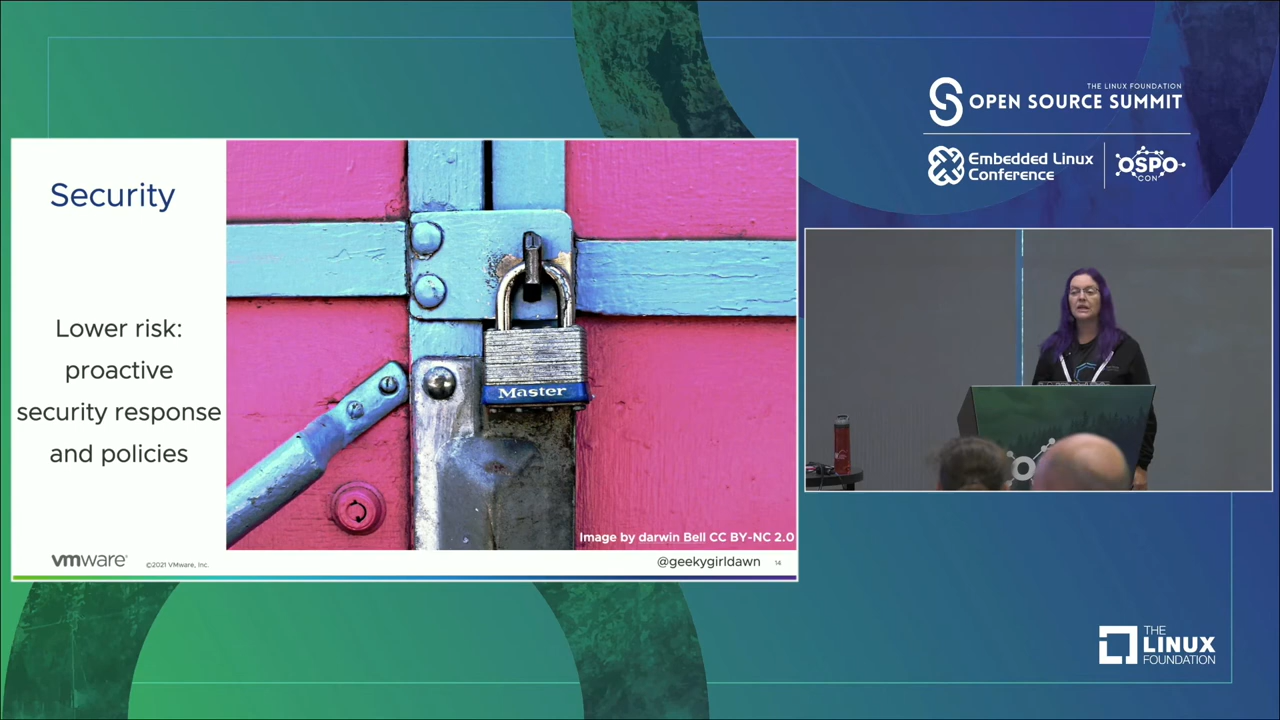 THE LINUX FOUNDATION
OPEN SOURCE SUMMIT
Embedded Linux
Conference
OSPO
CON
Security
Lower risk:
proactive
security response
and policies
Master
Image by darwin Bell CC BY-NC 2.0
vmware®
©2021 VMware, Inc.
@geekygirldawn
14
THE
LINUX
FOUNDATION